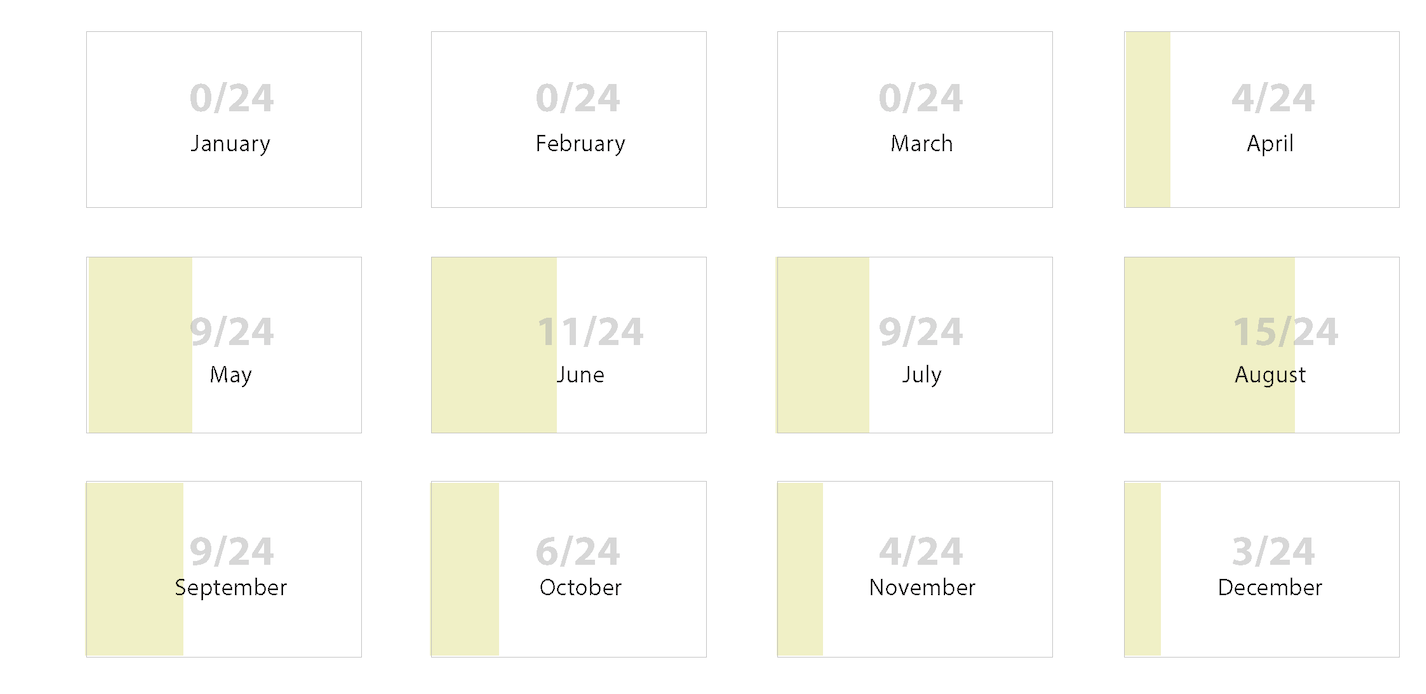 0/24
January
0/24
February
0/24
March
4/24
April
9/24
May
11/24
June
9/24
July
15/24
August
9/24
September
6/24
October
4/24
November
3/24
December